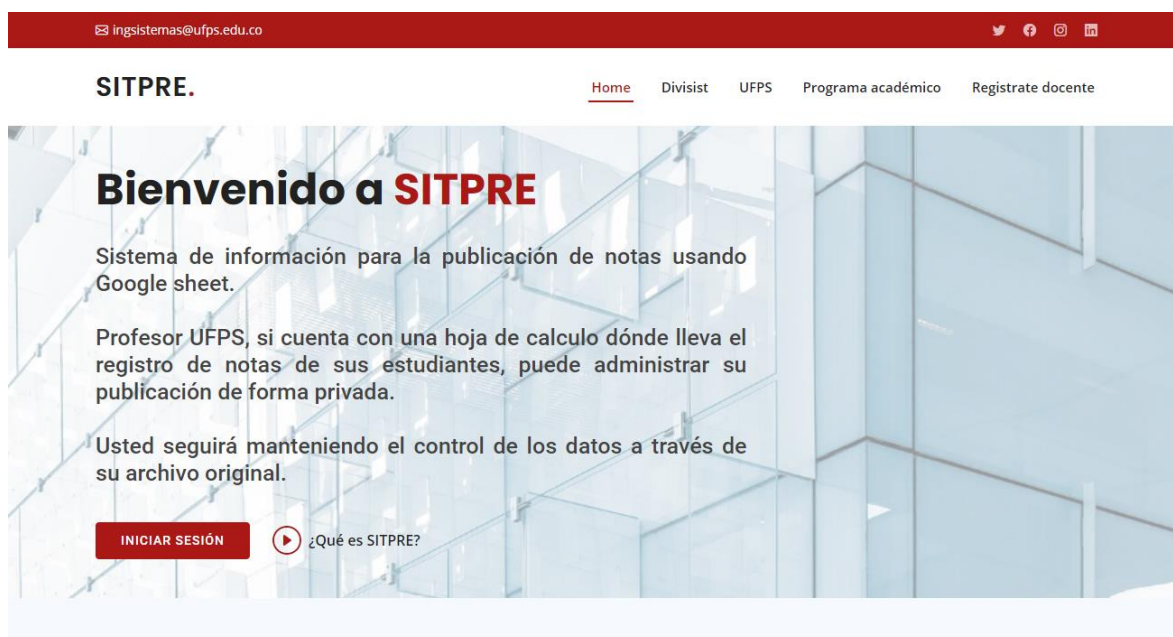 ingsistemas@ufps.edu.co
SITPRE.
Home Divisist UFPS Programa académico Registrate docente
Bienvenido a SITPRE
Sistema de información para la publicación de notas usando
Google sheet.
Profesor UFPS, si cuenta con una hoja de calculo dónde lleva el
registro de notas de sus estudiantes, puede administrar su
publicación de forma privada.
Usted seguirá manteniendo el control de los datos a través de
su archivo original.
INICIAR SESIÓN ¿Qué es SITPRE?